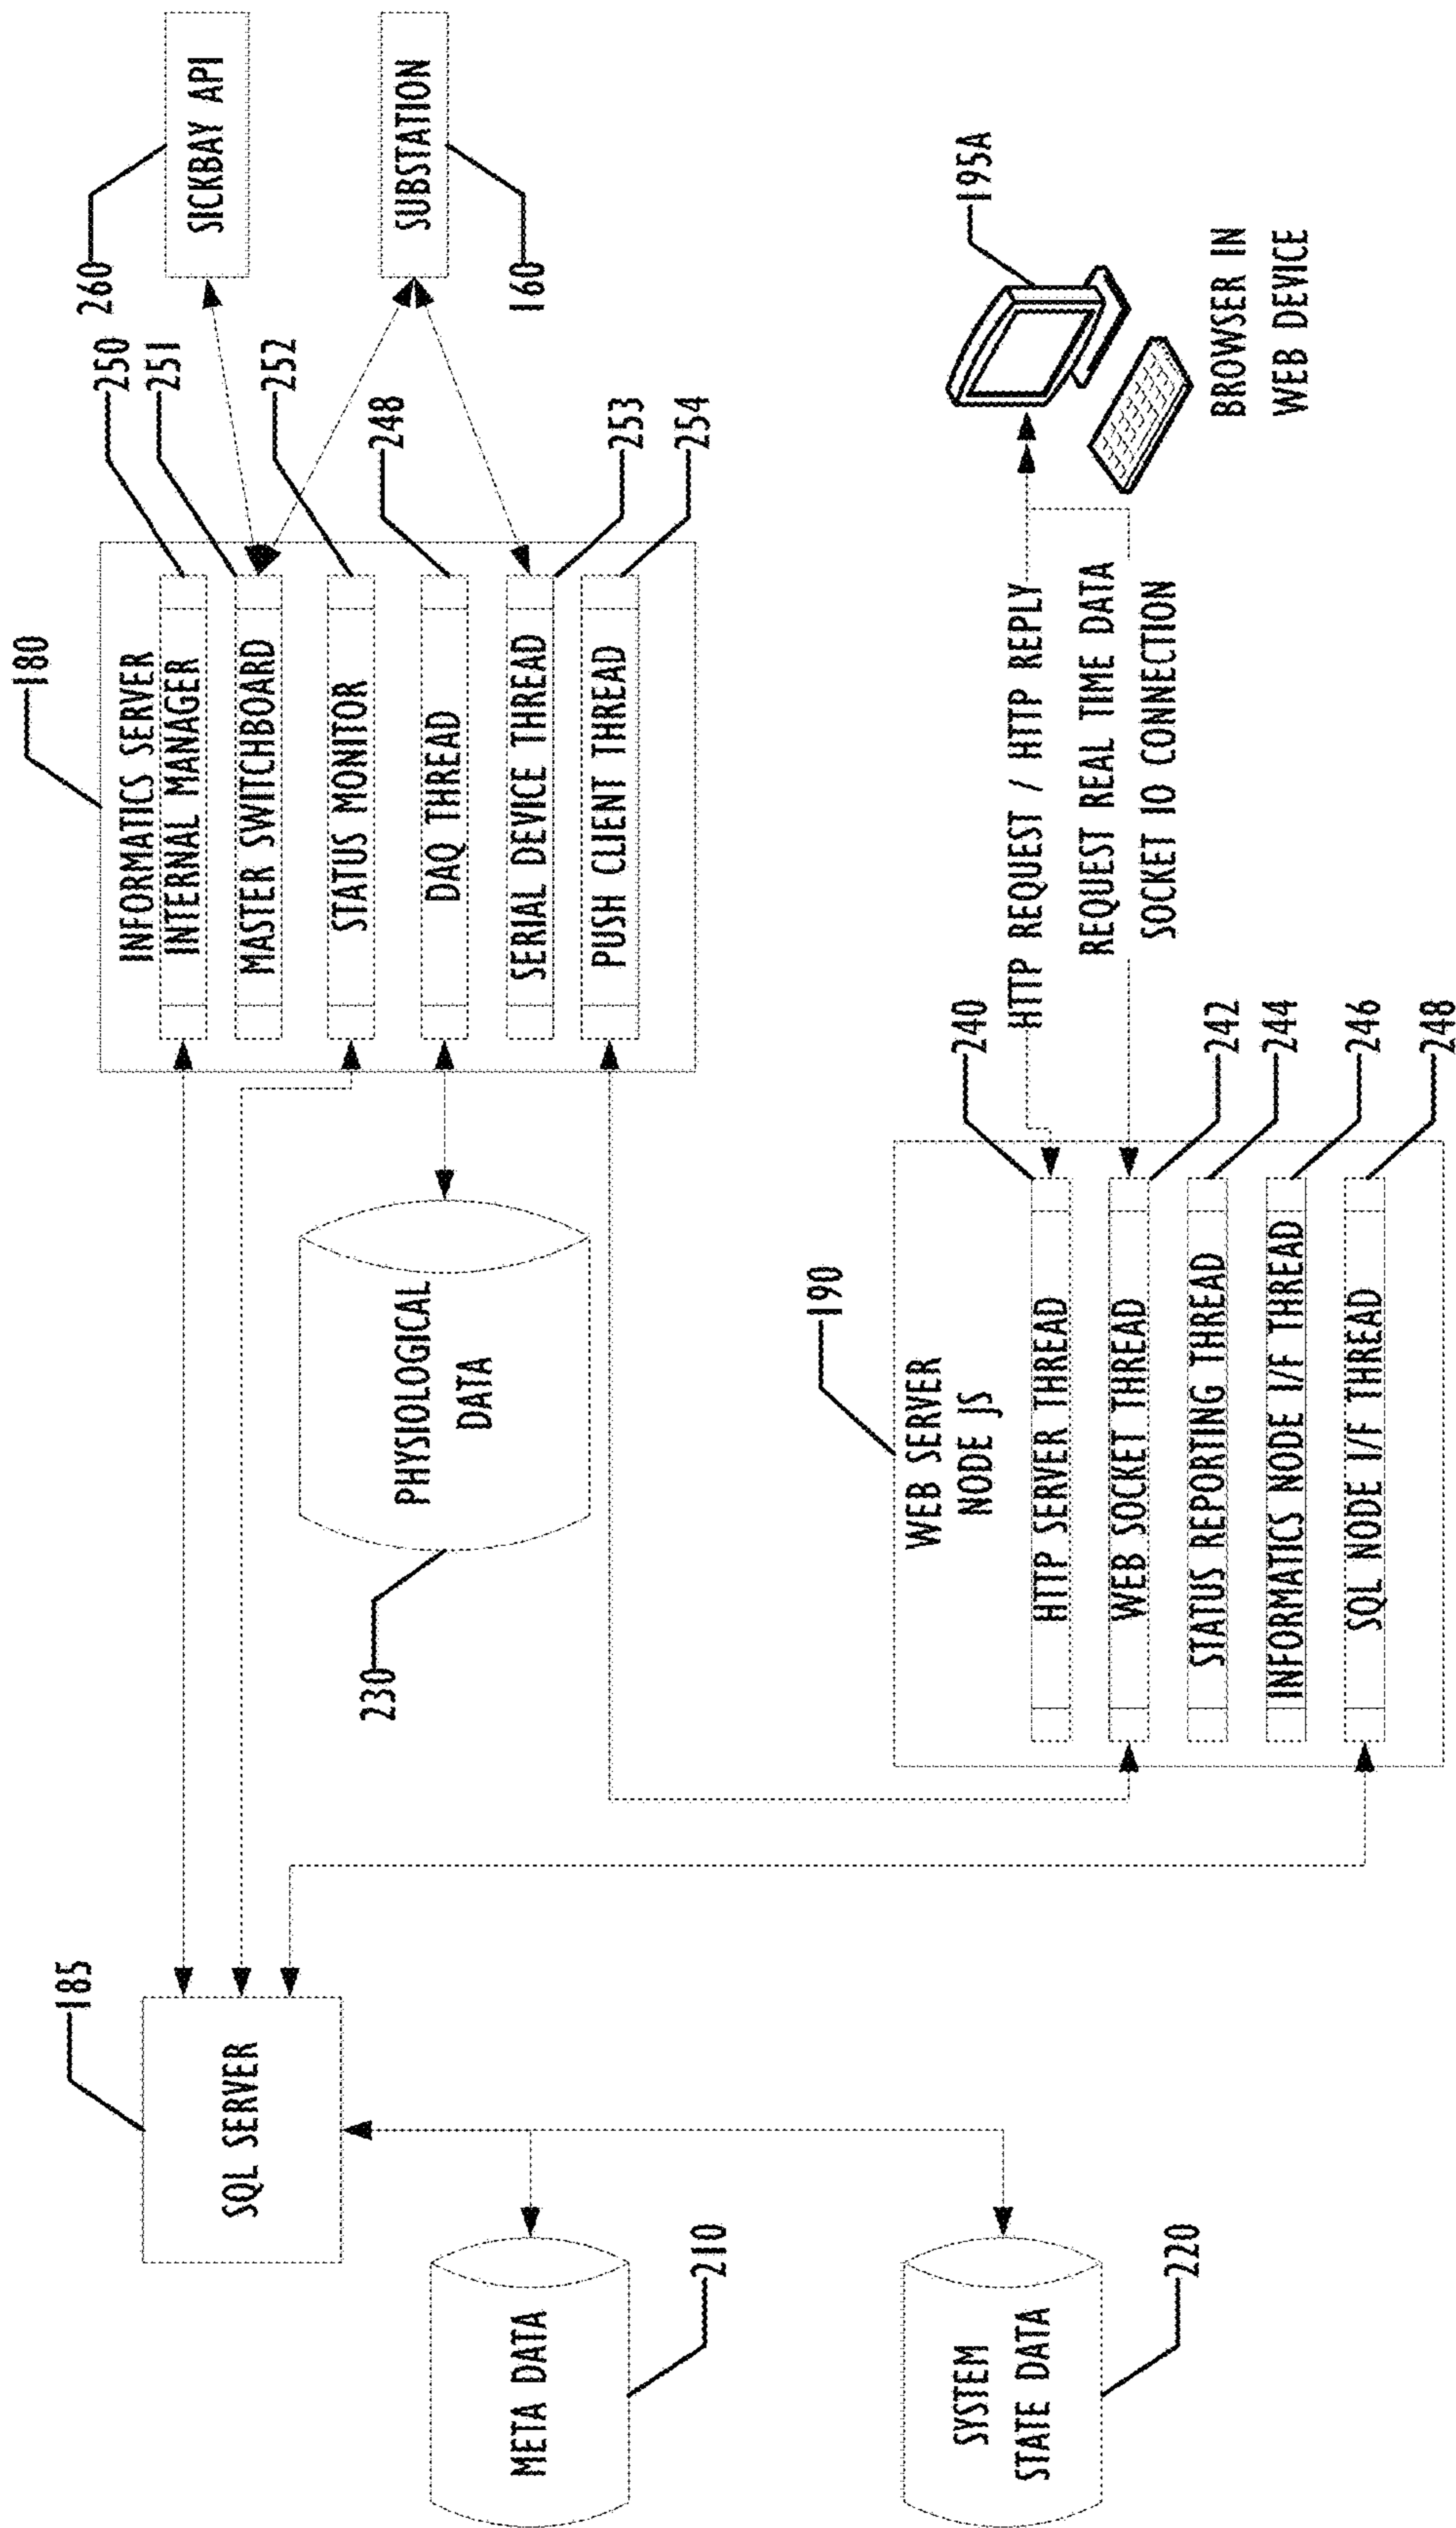 185
SQL SERVER
META DATA
210
SYSTEM
STATE DATA
220
PHYSIOLOGICAL
DATA
230
180
INFORMATICS SERVER
INTERNAL MANAGER
MASTER SWITCHBOARD
STATUS MONITOR
DAQ THREAD
SERIAL DEVICE THREAD
PUSH CLIENT THREAD
250
251
252
248
253
254
260
SICKBAY API
SUBSTATION
160
190
WEB SERVER
NODE JS
HTTP SERVER THREAD
WEB SOCKET THREAD
STATUS REPORTING THREAD
INFORMATICS NODE I/F THREAD
SQL NODE I/F THREAD
240
242
244
246
248
HTTP REQUEST / HTTP REPLY
REQUEST REAL TIME DATA
SOCKET IO CONNECTION
195A
BROWSER IN
WEB DEVICE